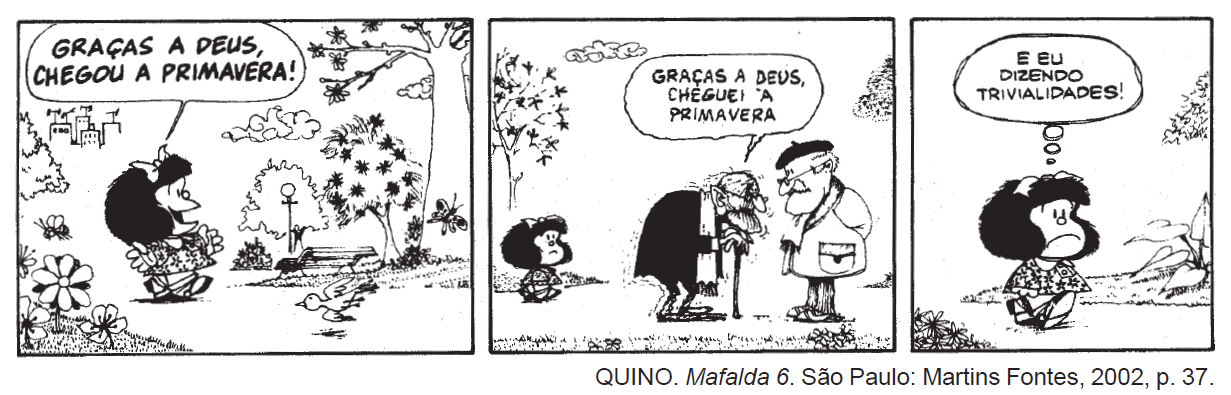 GRAÇAS A DEUS,
CHEGOU A PRIMAVERA!
GRAÇAS A DEUS,
CHEGUEI À
PRIMAVERA
E EU
DIZENDO
TRIVIALIDADES!
QUINO. Mafalda 6. São Paulo: Martins Fontes, 2002, p. 37.